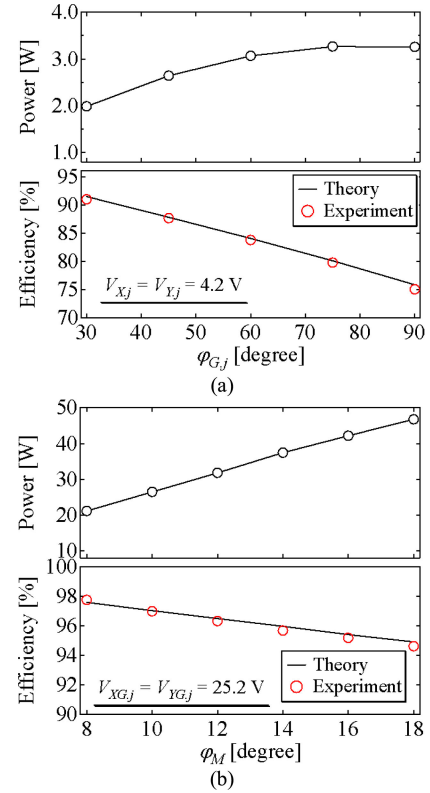 Power [W]
4.0
3.0
2.0
1.0
Efficiency [%]
95
90
85
80
75
70
Theory
Experiment
V_{X,j} = V_{Y,j} = 4.2 V
30 40 50 60 70 80 90
φ_{G,j} [degree]
(a)
Power [W]
50
40
30
20
10
Efficiency [%]
100
98
96
94
92
90
Theory
Experiment
V_{XG,j} = V_{YG,j} = 25.2 V
8 10 12 14 16 18
φ_M [degree]
(b)